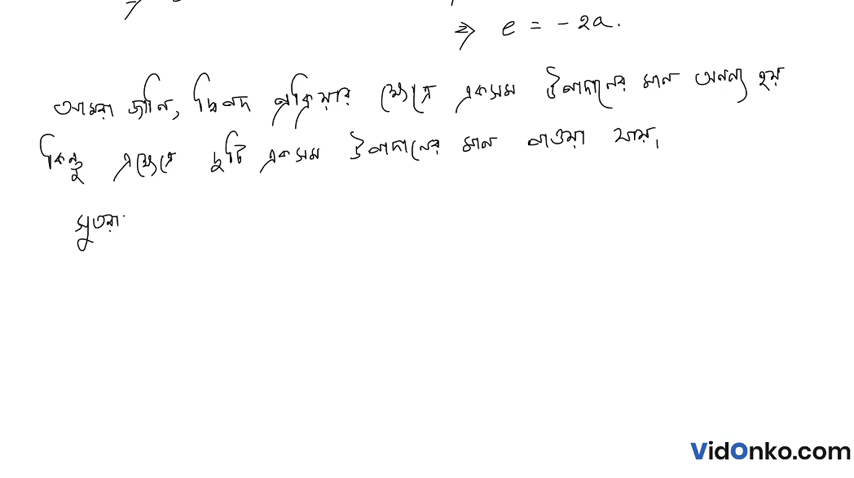 ⇒ e = -2a.
আমরা জানি, দ্বিপদ প্রক্রিয়ার ক্ষেত্রে একসম উপাদানের মান অনন্য হয়
কিন্তু এক্ষেত্রে দুটি একসম উপাদানের মান পাওয়া যায়,
সুতরা
VidOnko.com